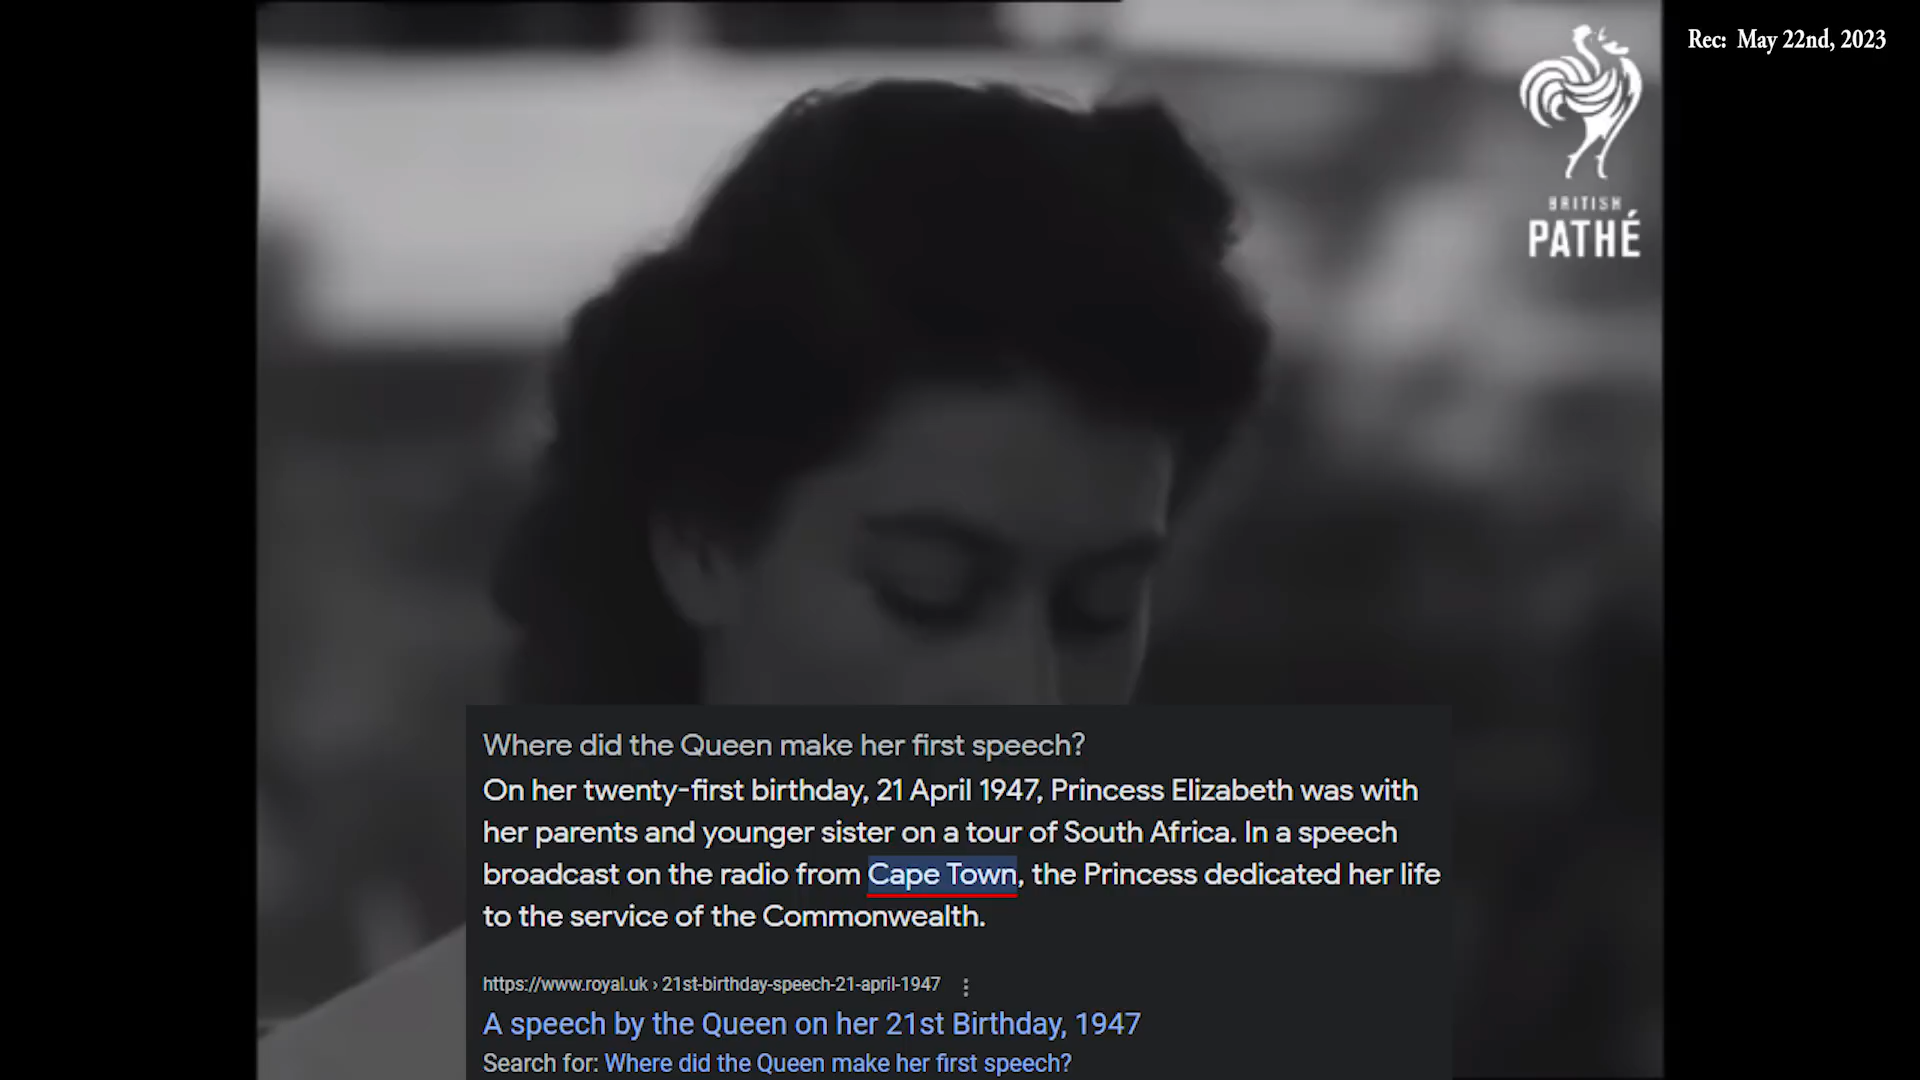 Rec: May 22nd, 2023
BRITISH
PATHÉ
Where did the Queen make her first speech?
On her twenty-first birthday, 21 April 1947, Princess Elizabeth was with
her parents and younger sister on a tour of South Africa. In a speech
broadcast on the radio from Cape Town, the Princess dedicated her life
to the service of the Commonwealth.
https://www.royal.uk › 21st-birthday-speech-21-april-1947
A speech by the Queen on her 21st Birthday, 1947
Search for: Where did the Queen make her first speech?